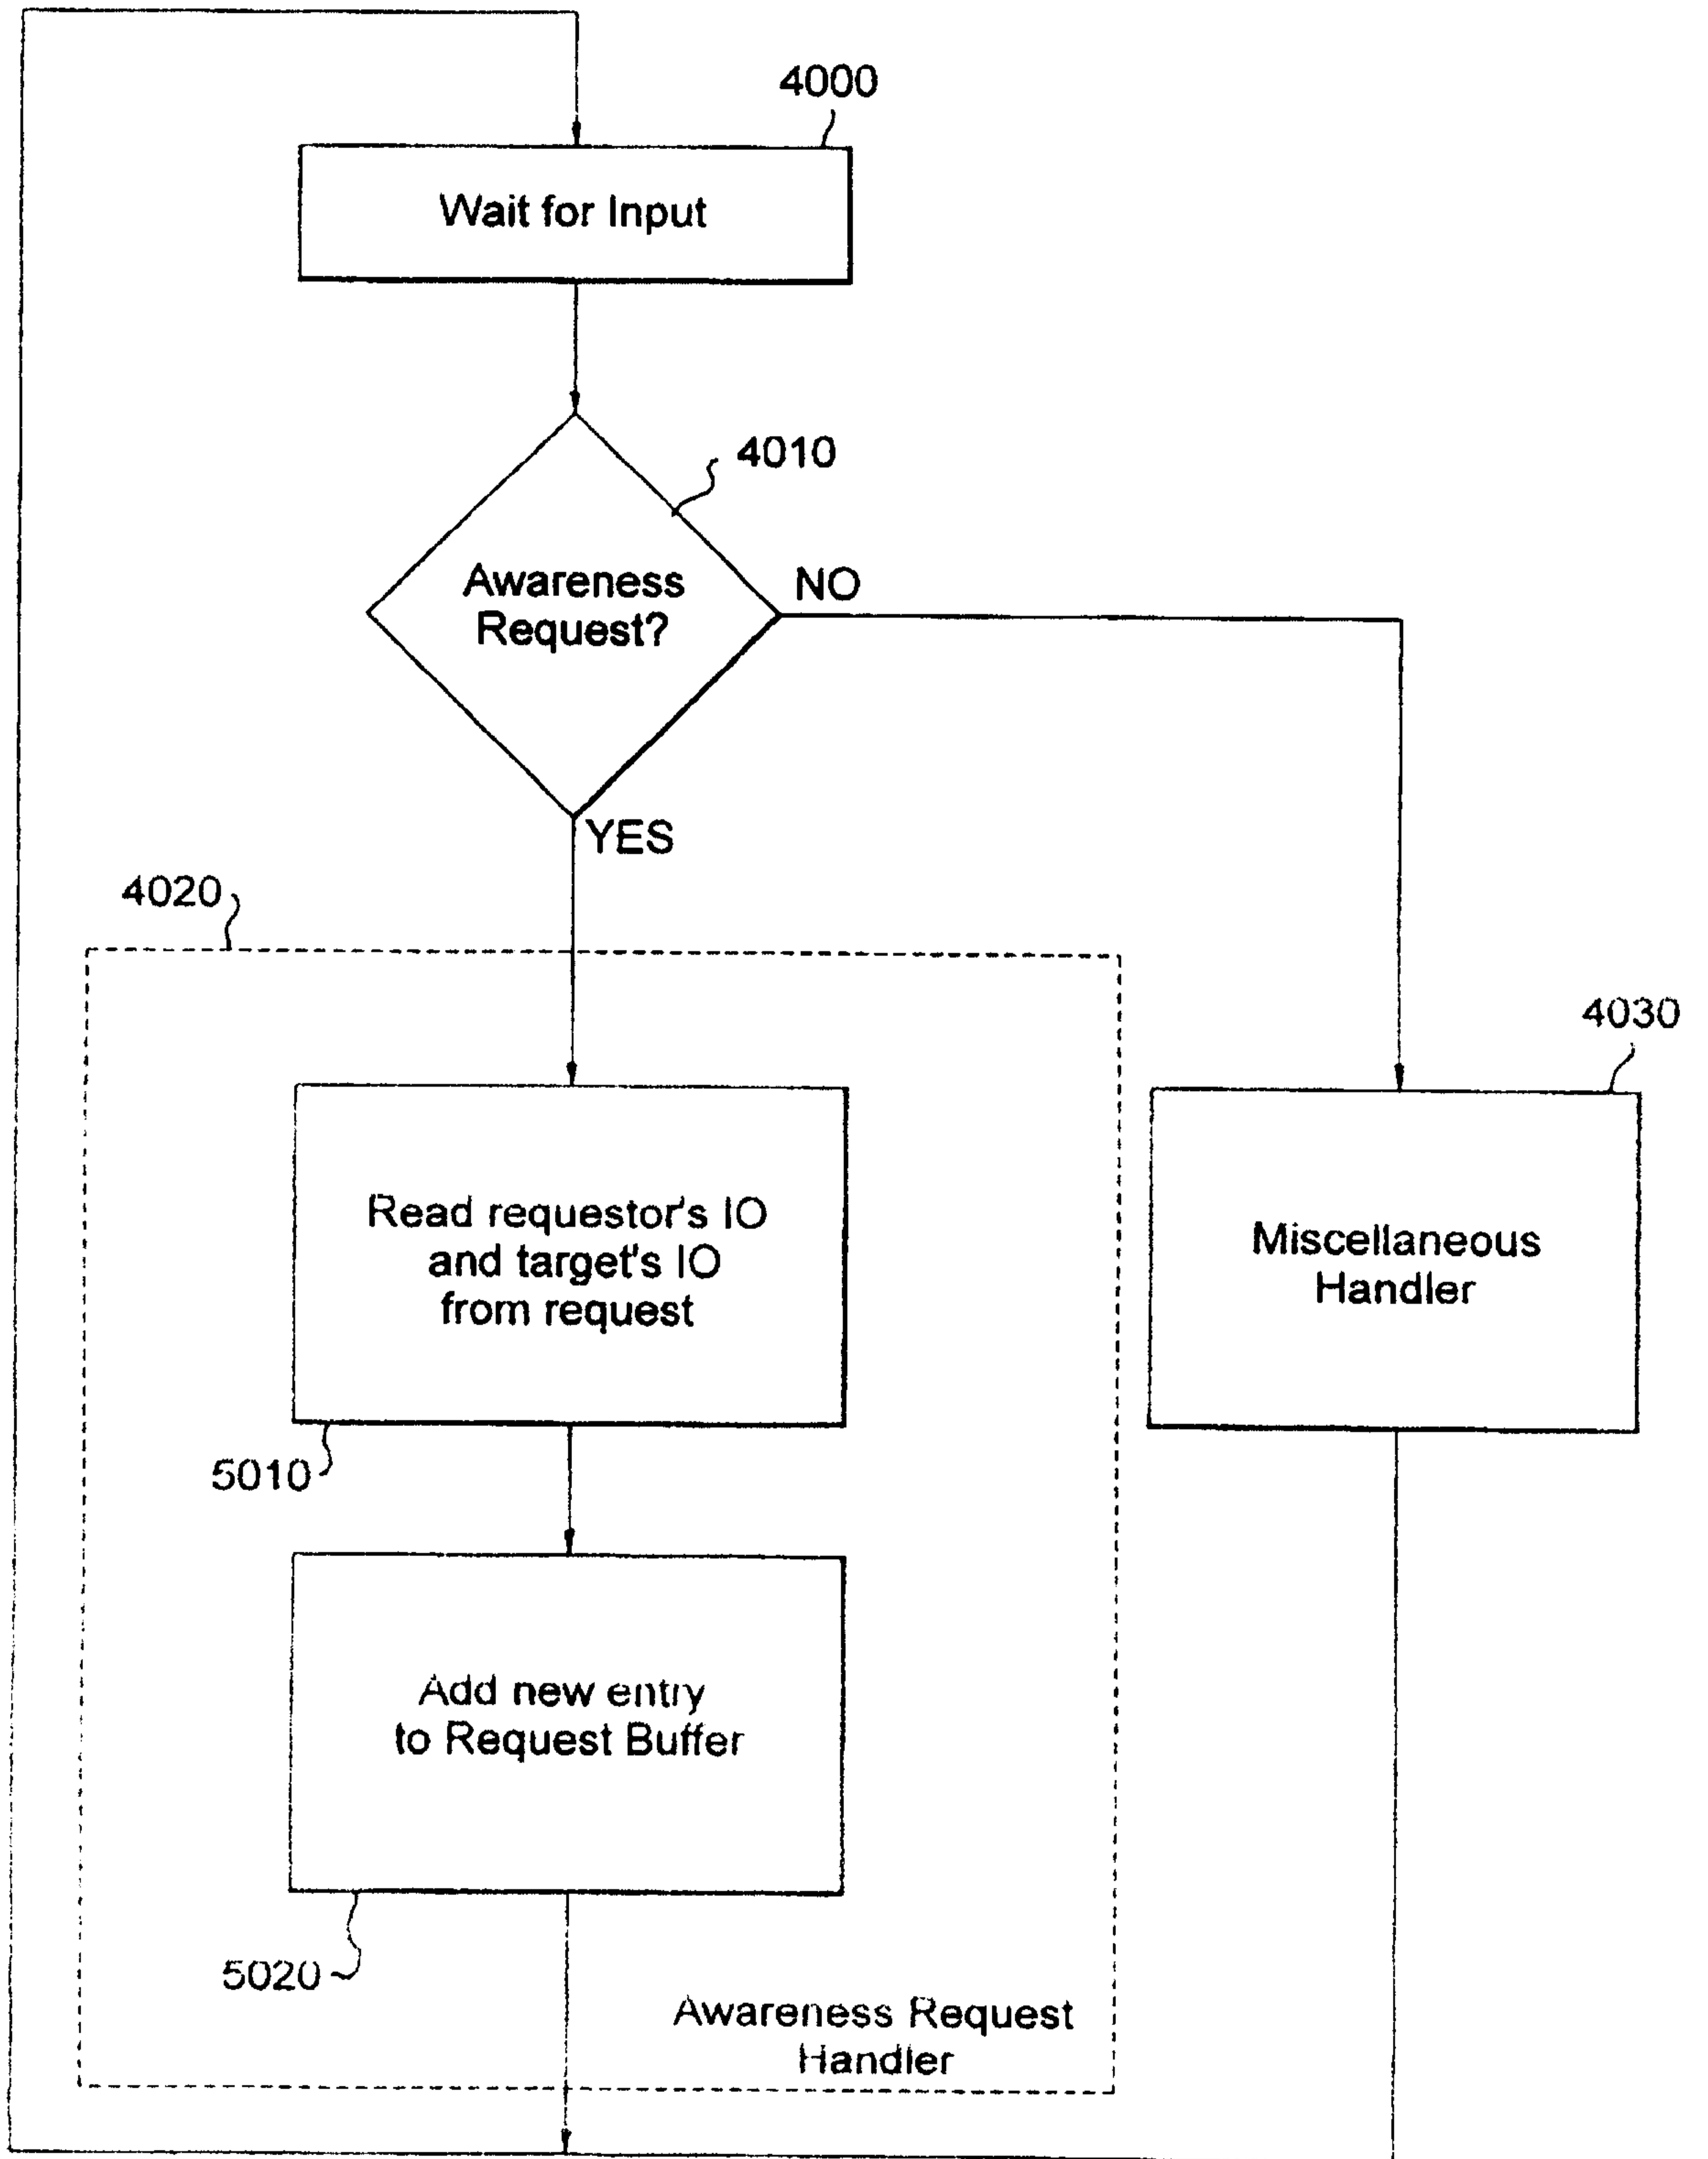 4000
Wait for Input
4010
Awareness
Request?
NO
YES
4020
4030
Read requestor's IO
and target's IO
from request
Miscellaneous
Handler
5010
Add new entry
to Request Buffer
5020
Awareness Request
Handler